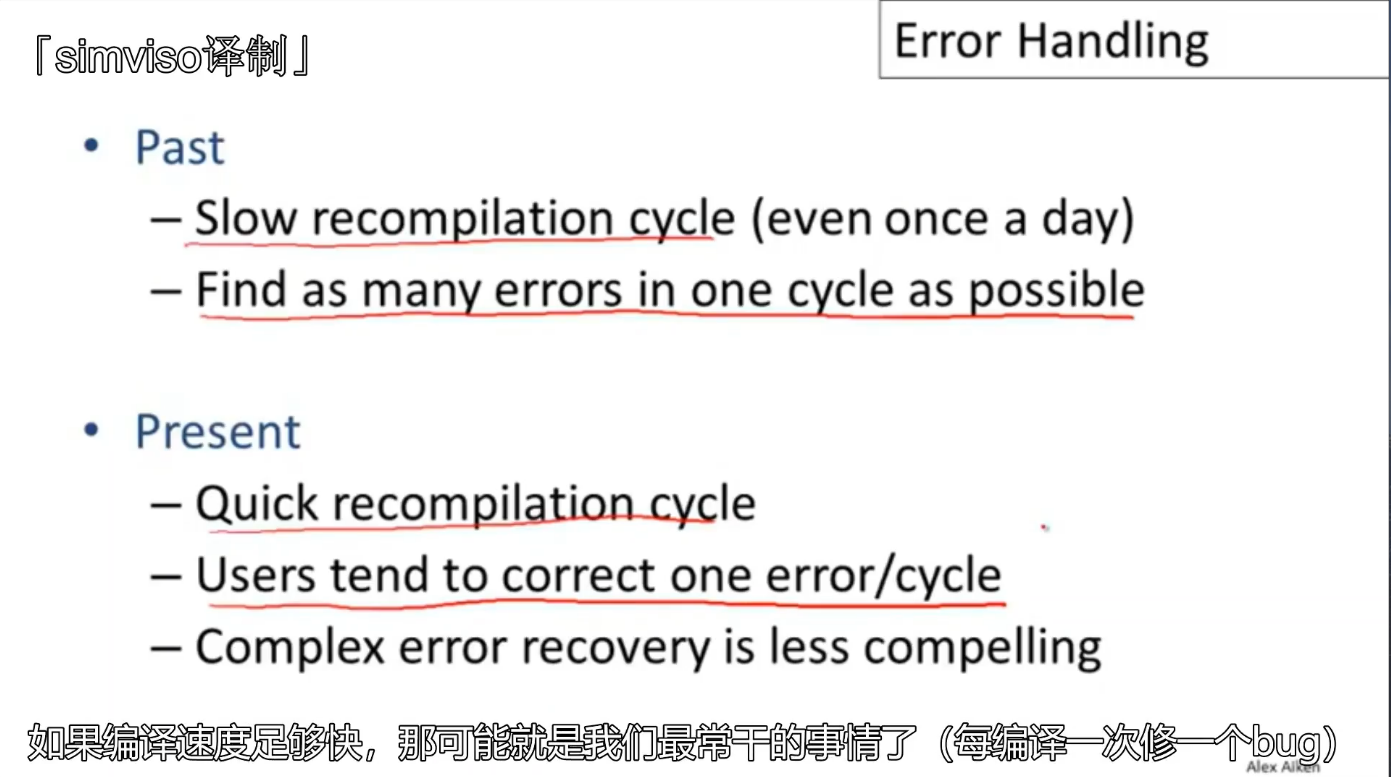 「simviso译制」
Error Handling
• Past
– Slow recompilation cycle (even once a day)
– Find as many errors in one cycle as possible
• Present
– Quick recompilation cycle
– Users tend to correct one error/cycle
– Complex error recovery is less compelling
如果编译速度足够快，那可能就是我们最常干的事情了（每编译一次修一个bug）
Alex Aiken